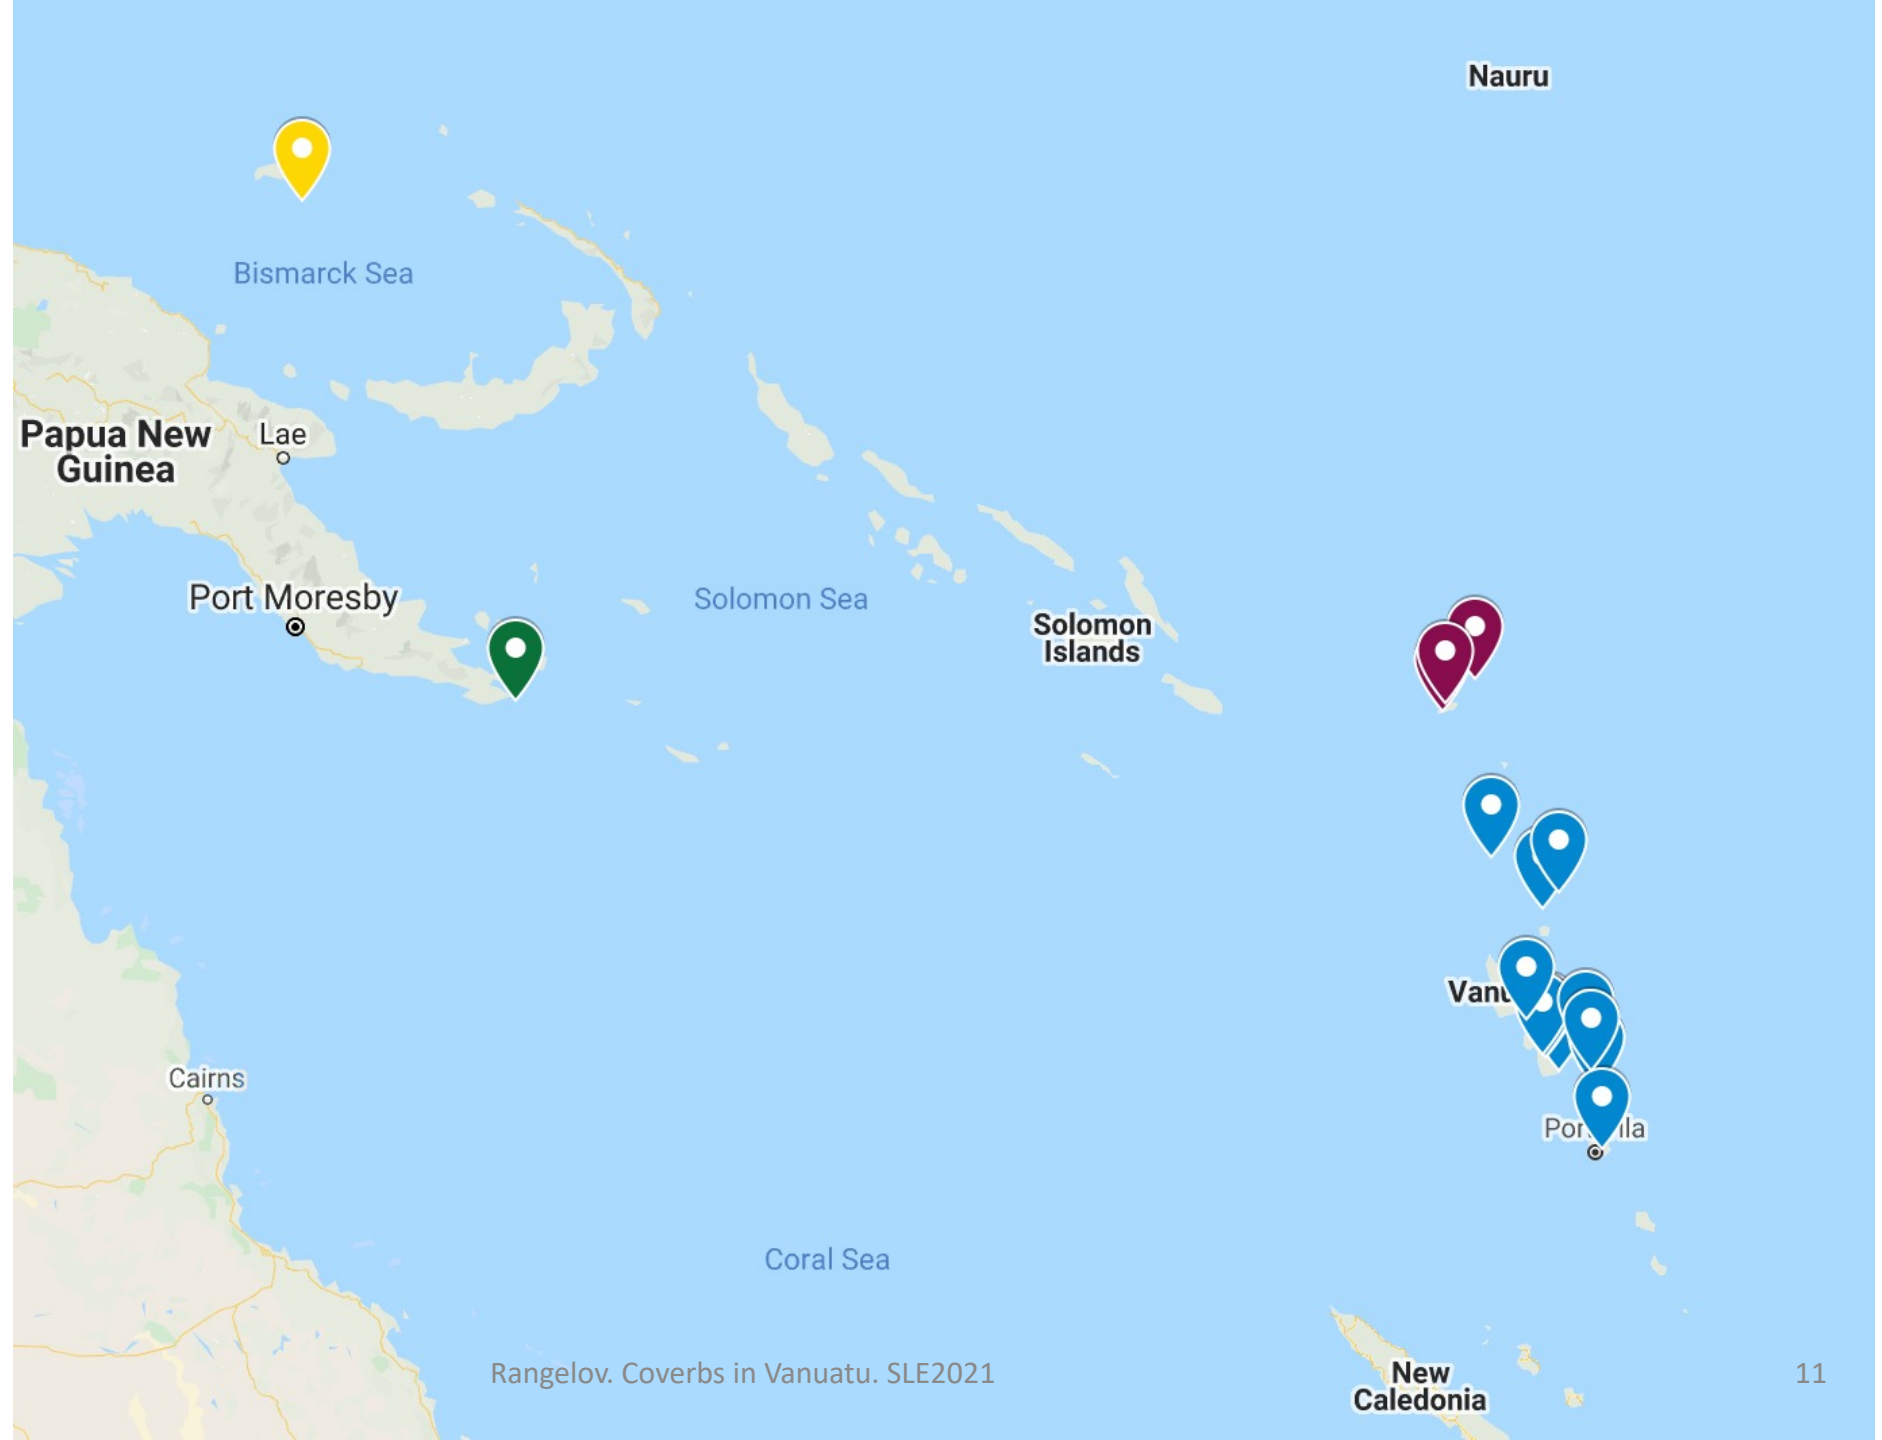 Nauru
Bismarck Sea
Papua New
Guinea
Lae
Port Moresby
Solomon Sea
Solomon
Islands
Cairns
Coral Sea
New
Caledonia
Rangelov. Coverbs in Vanuatu. SLE2021
11